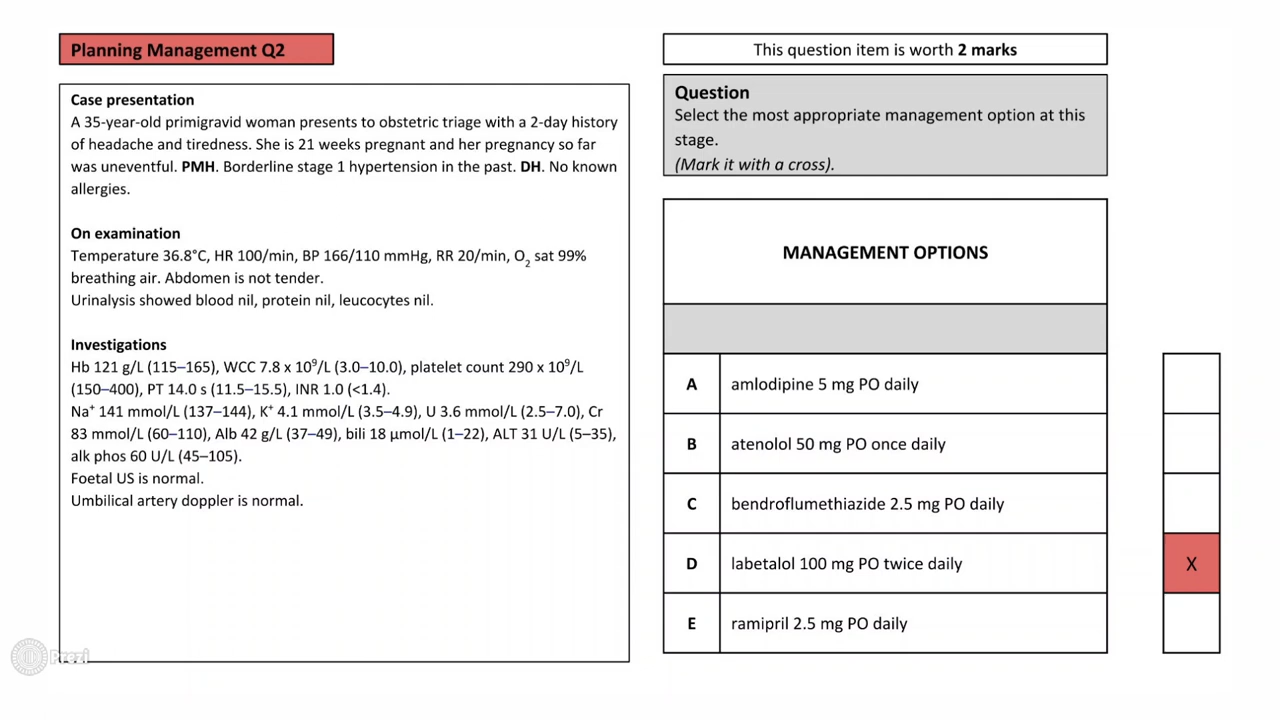 Planning Management Q2
Case presentation
A 35-year-old primigravid woman presents to obstetric triage with a 2-day history
of headache and tiredness. She is 21 weeks pregnant and her pregnancy so far
was uneventful. PMH. Borderline stage 1 hypertension in the past. DH. No known
allergies.
On examination
Temperature 36.8°C, HR 100/min, BP 166/110 mmHg, RR 20/min, O₂ sat 99%
breathing air. Abdomen is not tender.
Urinalysis showed blood nil, protein nil, leucocytes nil.
Investigations
Hb 121 g/L (115–165), WCC 7.8 x 10⁹/L (3.0–10.0), platelet count 290 x 10⁹/L
(150–400), PT 14.0 s (11.5–15.5), INR 1.0 (<1.4).
Na⁺ 141 mmol/L (137–144), K⁺ 4.1 mmol/L (3.5–4.9), U 3.6 mmol/L (2.5–7.0), Cr
83 mmol/L (60–110), Alb 42 g/L (37–49), bili 18 µmol/L (1–22), ALT 31 U/L (5–35),
alk phos 60 U/L (45–105).
Foetal US is normal.
Umbilical artery doppler is normal.
This question item is worth 2 marks
Question
Select the most appropriate management option at this
stage.
(Mark it with a cross).
MANAGEMENT OPTIONS
A amlodipine 5 mg PO daily
B atenolol 50 mg PO once daily
C bendroflumethiazide 2.5 mg PO daily
D labetalol 100 mg PO twice daily X
E ramipril 2.5 mg PO daily
Prezi